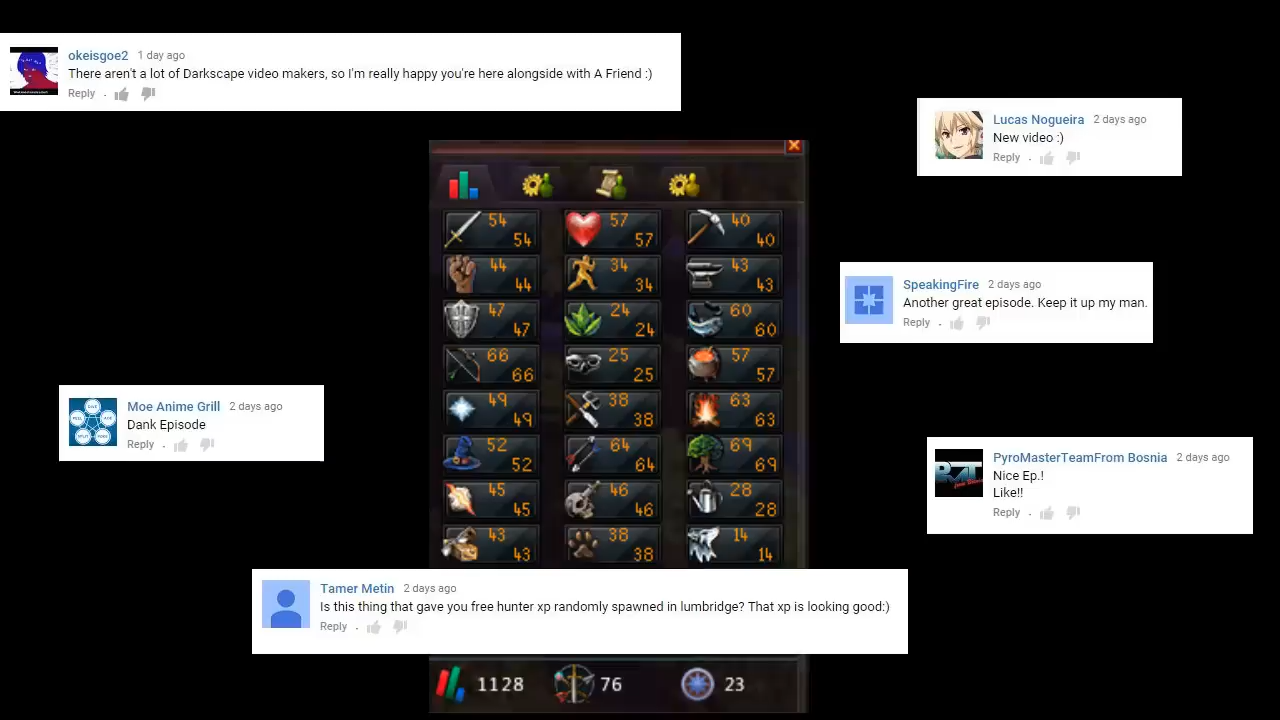 okeisgoe2 1 day ago
There aren't a lot of Darkscape video makers, so I'm really happy you're here alongside with A Friend :)
Reply .
Lucas Nogueira 2 days ago
New video :)
Reply .
54 57 40
54 57 40
44 34 43
44 34 43
47 24 60
47 24 60
66 25 57
66 25 57
49 38 63
49 38 63
52 64 69
52 64 69
45 46 28
45 46 28
43 38 14
43 38 14
SpeakingFire 2 days ago
Another great episode. Keep it up my man.
Reply .
Moe Anime Grill 2 days ago
Dank Episode
Reply .
PyroMasterTeamFrom Bosnia 2 days ago
Nice Ep.!
Like!!
Reply .
Tamer Metin 2 days ago
Is this thing that gave you free hunter xp randomly spawned in lumbridge? That xp is looking good:)
Reply .
1128 76 23